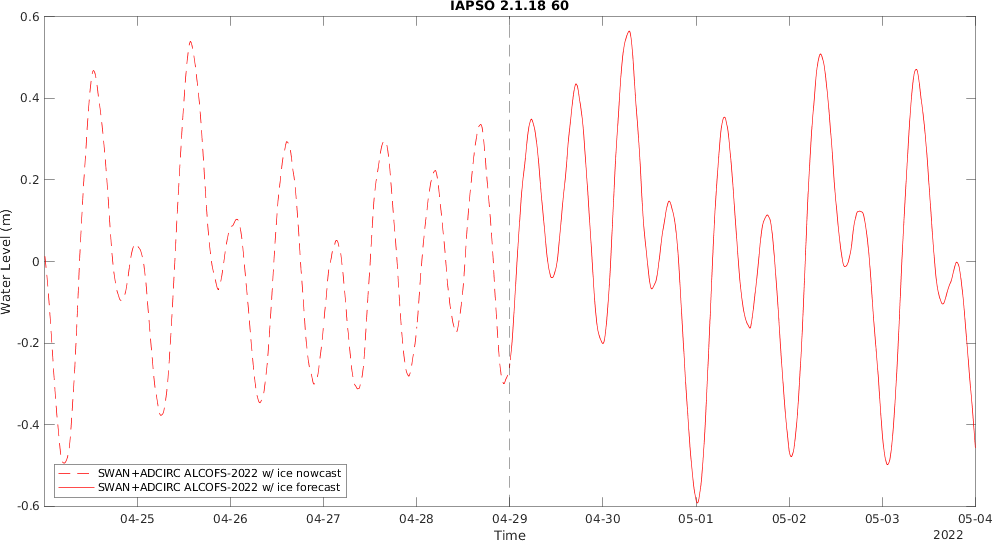 IAPSO 2.1.18 60
0.6
0.4
0.2
0
-0.2
-0.4
-0.6
Water Level (m)
SWAN+ADCIRC ALCOFS-2022 w/ ice nowcast
SWAN+ADCIRC ALCOFS-2022 w/ ice forecast
04-25 04-26 04-27 04-28 04-29 04-30 05-01 05-02 05-03 05-04
Time
2022